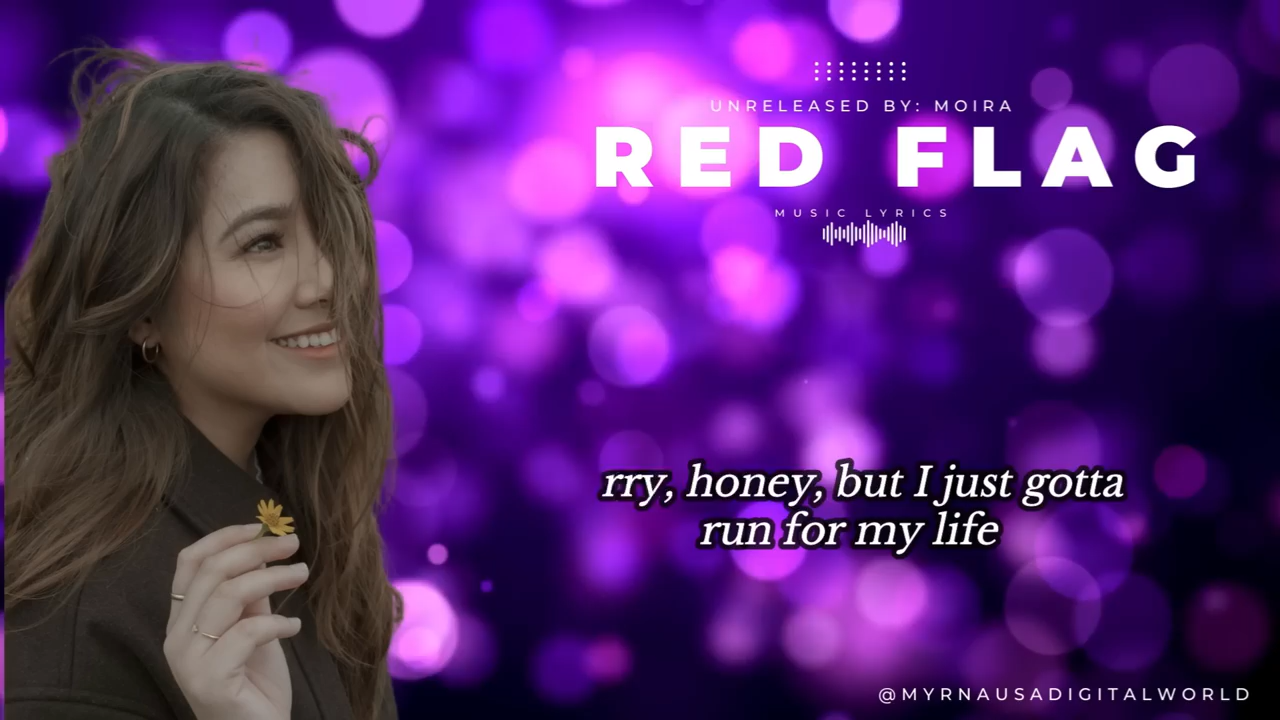 UNRELEASED BY: MOIRA
RED FLAG
MUSIC LYRICS
rry, honey, but I just gotta
run for my life
@MYRNAUSADIGITALWORLD